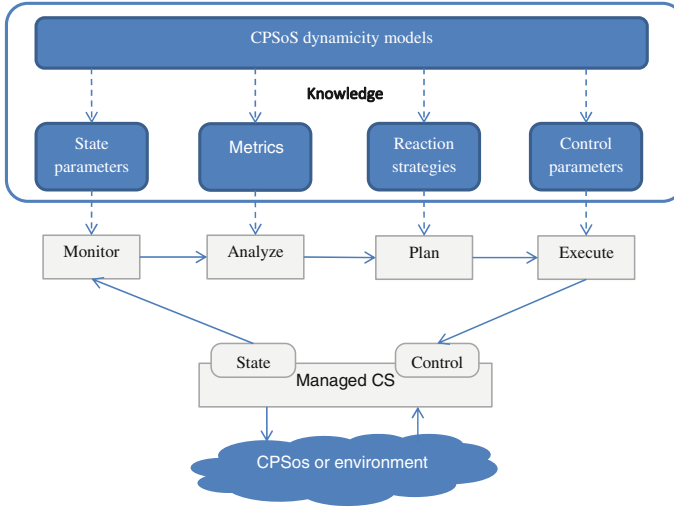 CPSoS dynamicity models
Knowledge
State
parameters
Metrics
Reaction
strategies
Control
parameters
Monitor
Analyze
Plan
Execute
State
Control
Managed CS
CPSos or environment